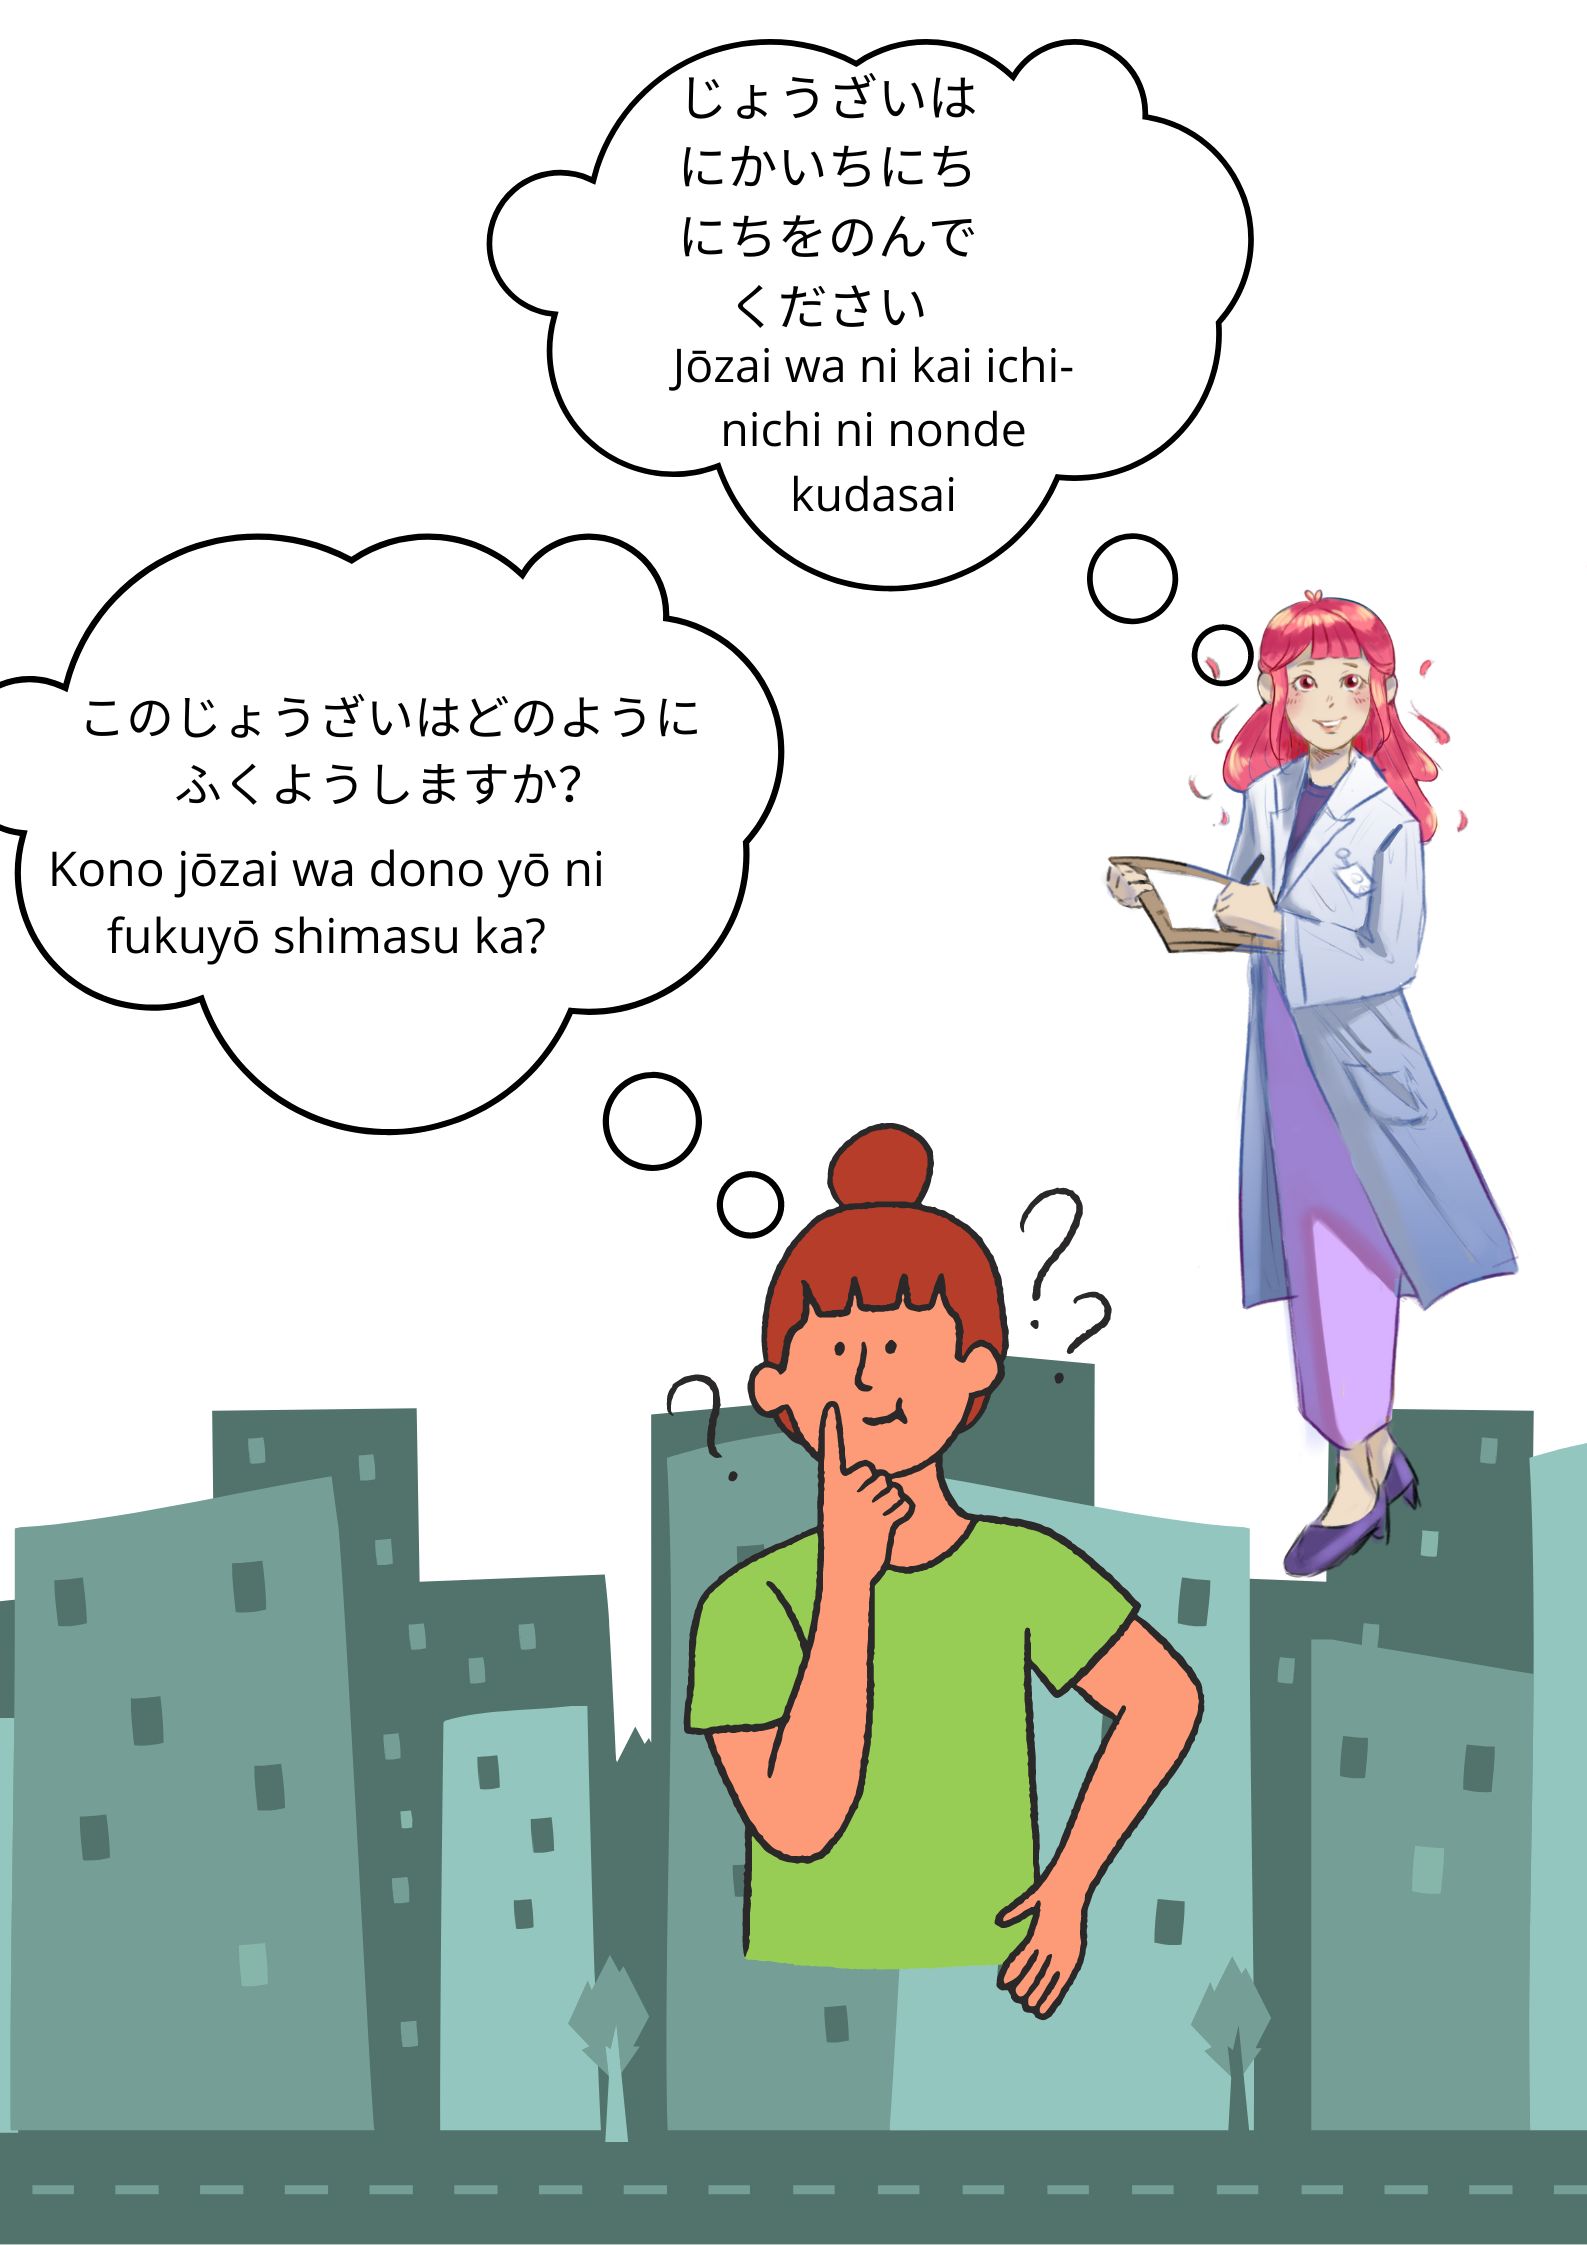 じょうざいは
にかいちにち
にちをのんで
ください
Jōzai wa ni kai ichi-
nichi ni nonde
kudasai
このじょうざいはどのように
ふくようしますか?
Kono jōzai wa dono yō ni
fukuyō shimasu ka?